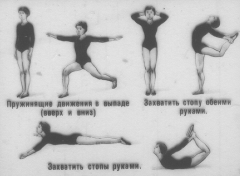 Пружинящие движения в выпаде
(вверх и вниз)
Захватить стопу обеими
руками.
Захватить стопы руками.